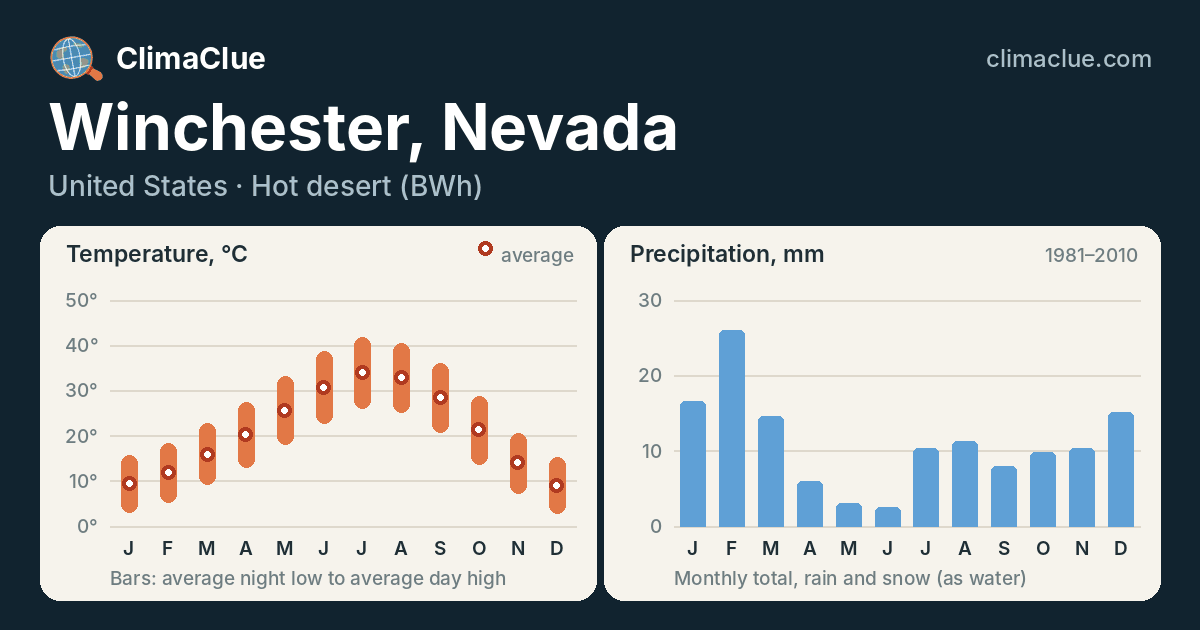 ClimaClue
climaclue.com
Winchester, Nevada
United States · Hot desert (BWh)
Temperature, °C
average
50°
40°
30°
20°
10°
0°
J F M A M J J A S O N D
Bars: average night low to average day high
Precipitation, mm
1981–2010
30
20
10
0
J F M A M J J A S O N D
Monthly total, rain and snow (as water)